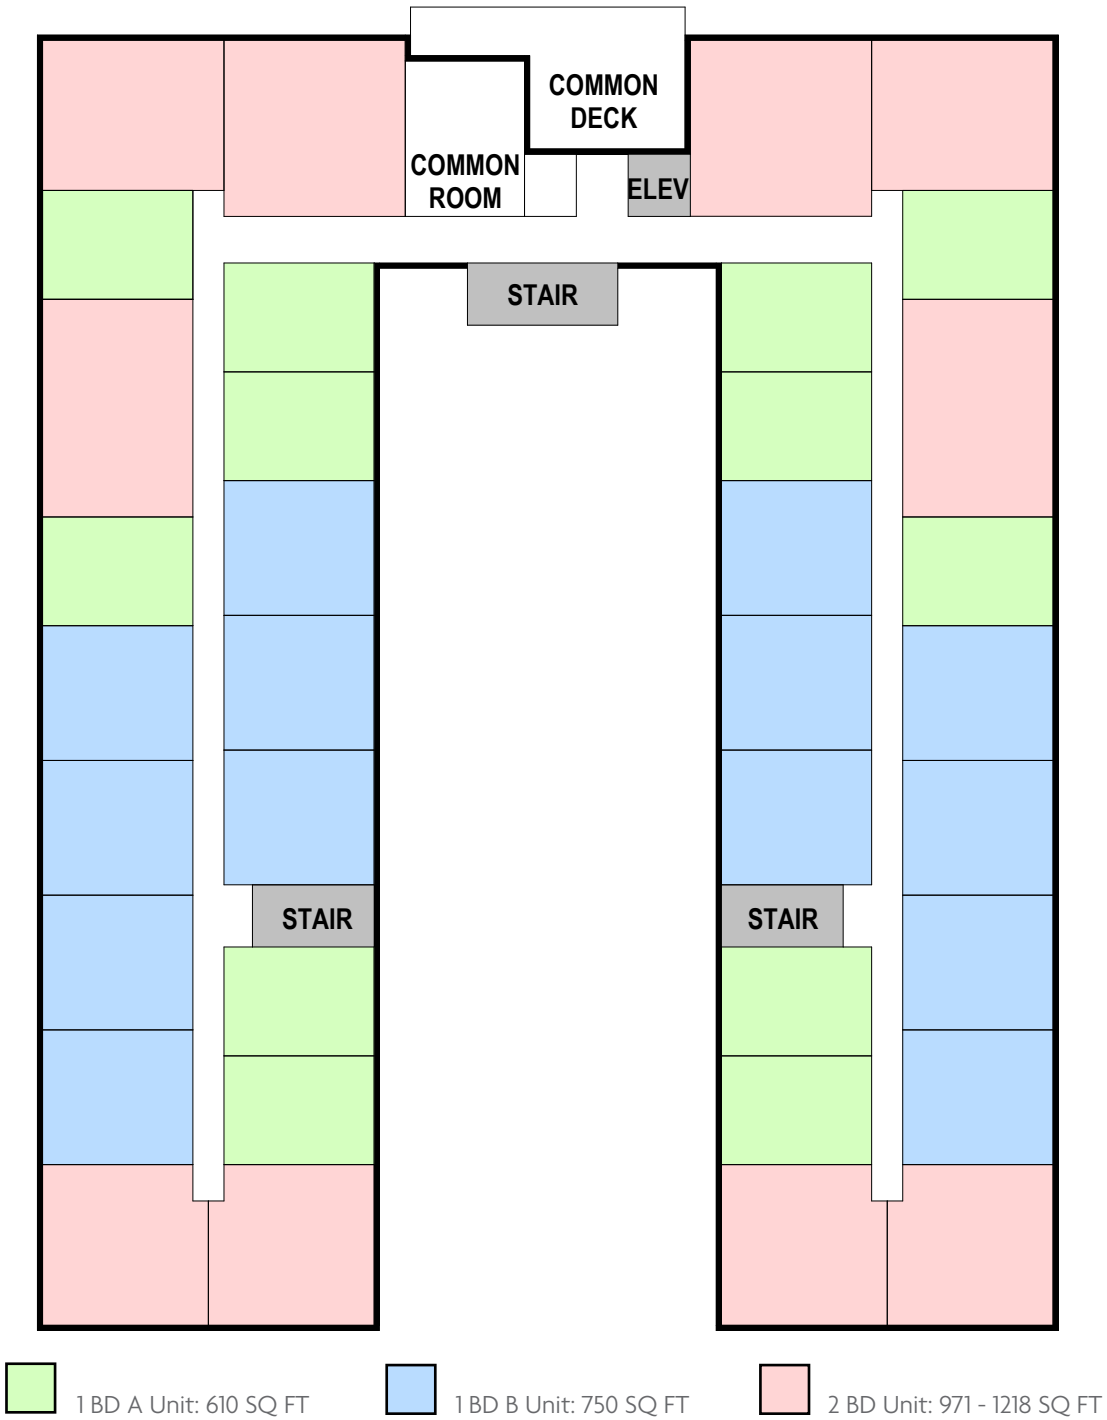 COMMON
DECK
COMMON
ROOM
ELEV
STAIR
STAIR
STAIR
1 BD A Unit: 610 SQ FT
1 BD B Unit: 750 SQ FT
2 BD Unit: 971 - 1218 SQ FT